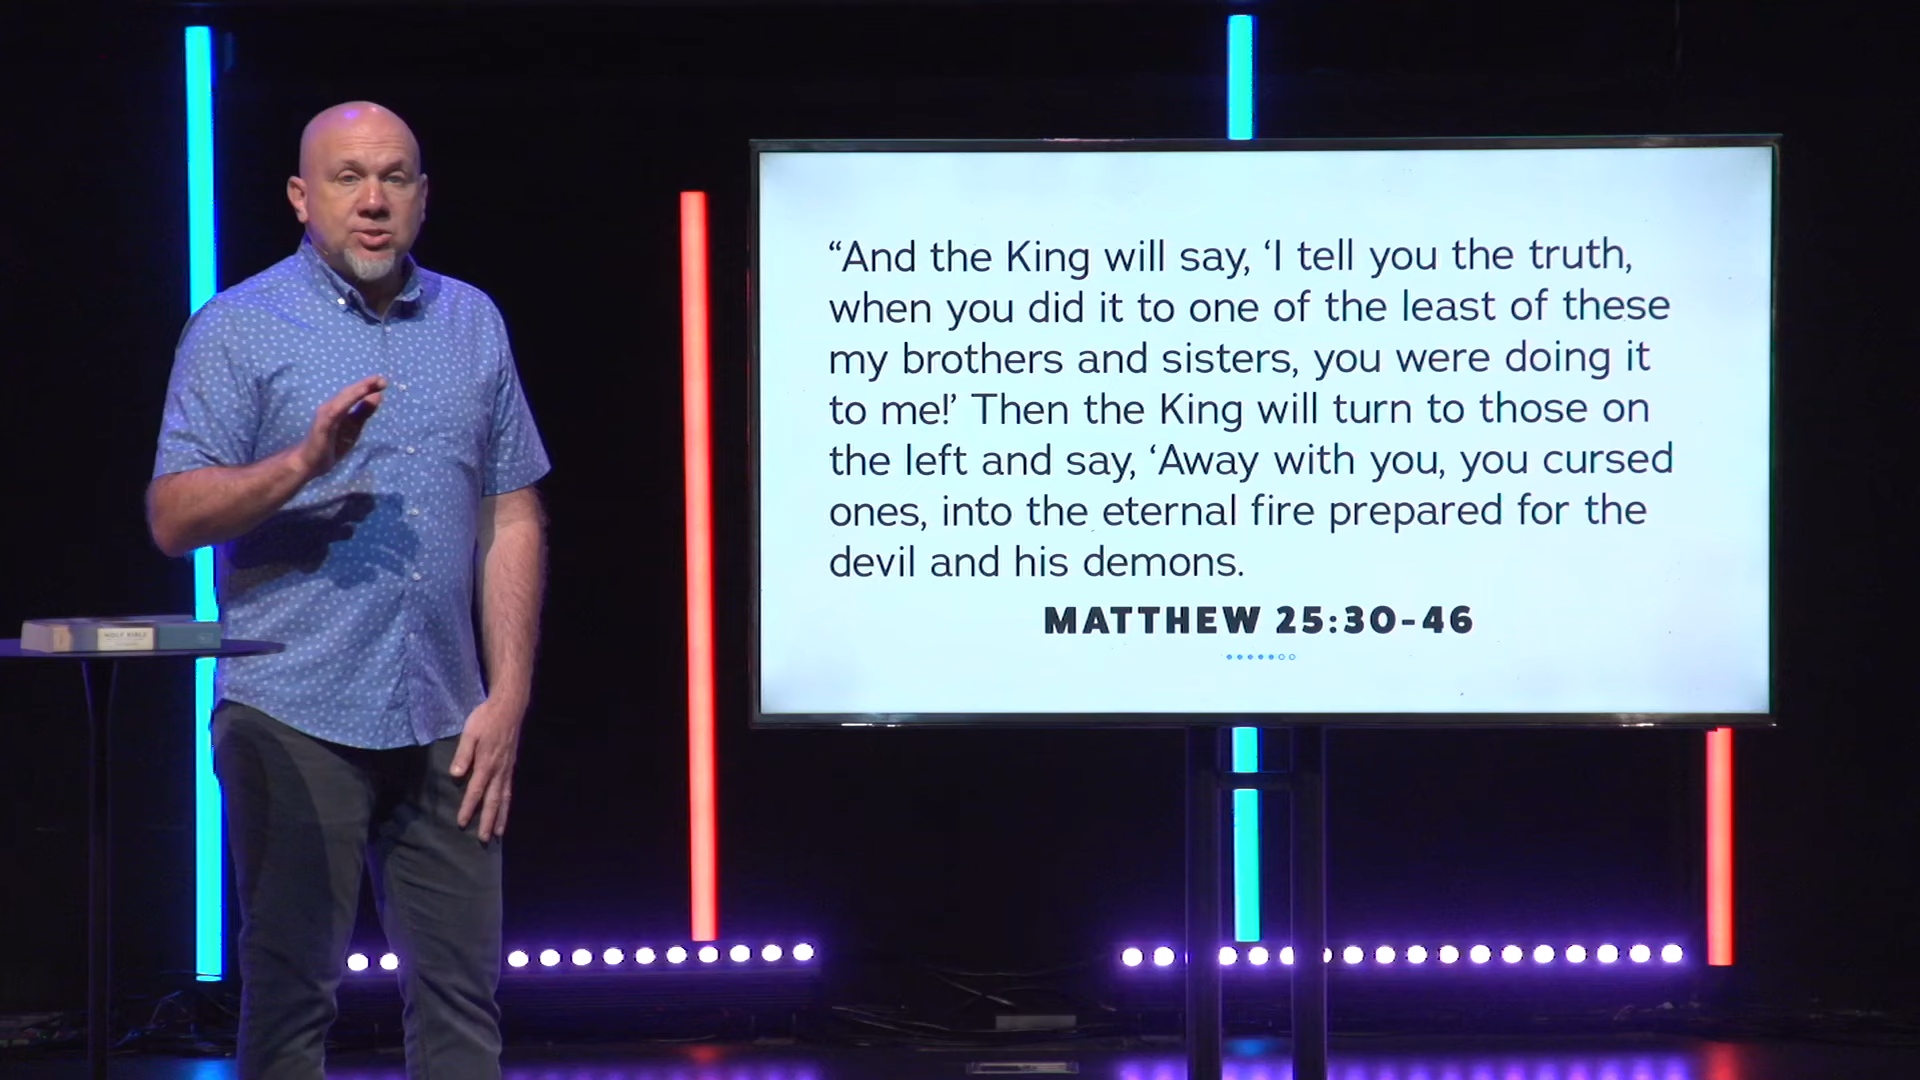 “And the King will say, ‘I tell you the truth,
when you did it to one of the least of these
my brothers and sisters, you were doing it
to me!’ Then the King will turn to those on
the left and say, ‘Away with you, you cursed
ones, into the eternal fire prepared for the
devil and his demons.
MATTHEW 25:30-46
HOLY BIBLE